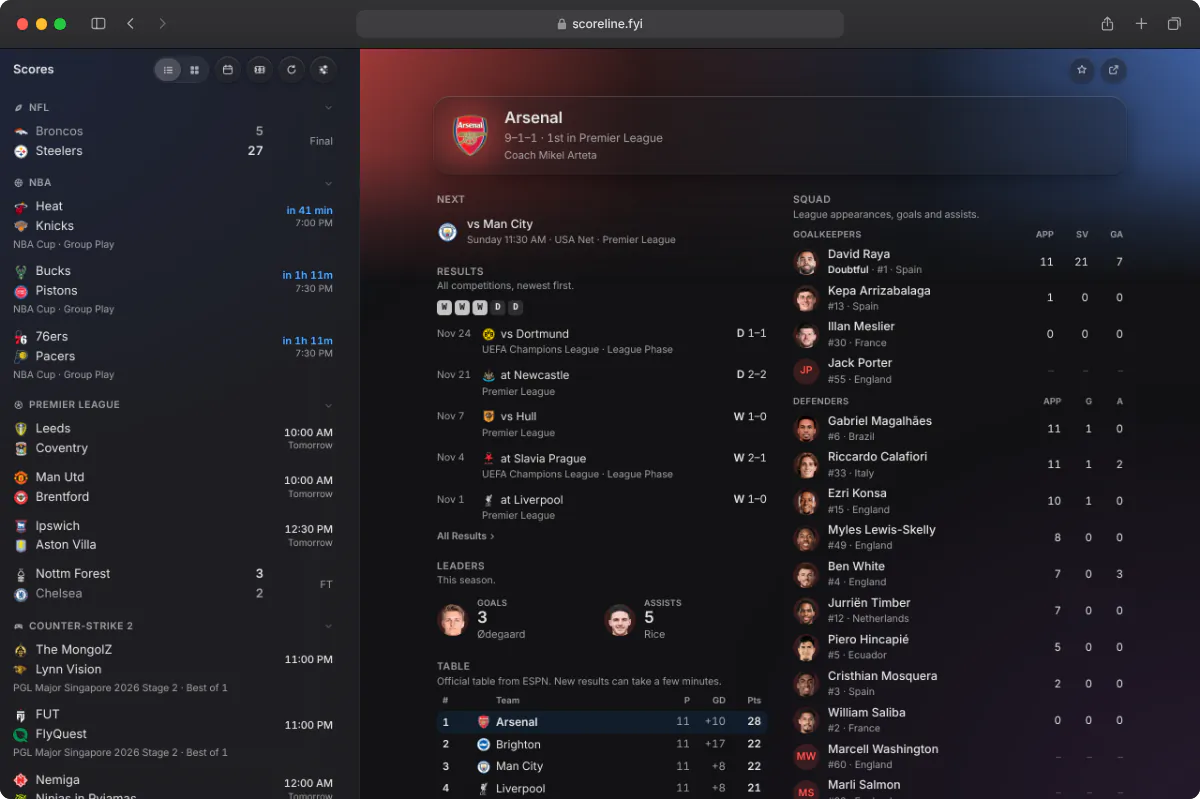 scoreline.fyi
Scores
NFL
Broncos 5
Steelers 27
Final
NBA
Heat
Knicks
in 41 min
7:00 PM
NBA Cup · Group Play
Bucks
Pistons
in 1h 11m
7:30 PM
NBA Cup · Group Play
76ers
Pacers
in 1h 11m
7:30 PM
NBA Cup · Group Play
PREMIER LEAGUE
Leeds
Coventry
10:00 AM
Tomorrow
Man Utd
Brentford
10:00 AM
Tomorrow
Ipswich
Aston Villa
12:30 PM
Tomorrow
Nottm Forest 3
Chelsea 2
FT
COUNTER-STRIKE 2
The MongolZ
Lynn Vision
11:00 PM
PGL Major Singapore 2026 Stage 2 · Best of 1
FUT
FlyQuest
11:00 PM
PGL Major Singapore 2026 Stage 2 · Best of 1
Nemiga
Ninjas in Pyjamas
12:00 AM
Tomorrow
Arsenal
Arsenal
9–1–1 · 1st in Premier League
Coach Mikel Arteta
NEXT
vs Man City
Sunday 11:30 AM · USA Net · Premier League
RESULTS
All competitions, newest first.
W W W D D
Nov 24 vs Dortmund D 1–1
UEFA Champions League · League Phase
Nov 21 at Newcastle D 2–2
Premier League
Nov 7 vs Hull W 1–0
Premier League
Nov 4 at Slavia Prague W 2–1
UEFA Champions League · League Phase
Nov 1 at Liverpool W 1–0
Premier League
All Results ›
LEADERS
This season.
GOALS
3
Ødegaard
ASSISTS
5
Rice
TABLE
Official table from ESPN. New results can take a few minutes.
# Team P GD Pts
1 Arsenal 11 +10 28
2 Brighton 11 +17 22
3 Man City 11 +8 22
4 Liverpool 11 +8 21
SQUAD
League appearances, goals and assists.
GOALKEEPERS APP SV GA
David Raya 11 21 7
Doubtful · #1 · Spain
Kepa Arrizabalaga 1 0 0
#13 · Spain
Illan Meslier 0 0 0
#30 · France
JP Jack Porter – – –
#55 · England
DEFENDERS APP G A
Gabriel Magalhães 11 1 0
#6 · Brazil
Riccardo Calafiori 11 1 2
#33 · Italy
Ezri Konsa 10 1 0
#15 · England
Myles Lewis-Skelly 8 0 0
#49 · England
Ben White 7 0 3
#4 · England
Jurriën Timber 7 0 0
#12 · Netherlands
Piero Hincapié 5 0 0
#5 · Ecuador
Cristhian Mosquera 2 0 0
#3 · Spain
William Saliba 0 0 0
#2 · France
MW Marcell Washington – – –
#60 · England
MS Marli Salmon – – –